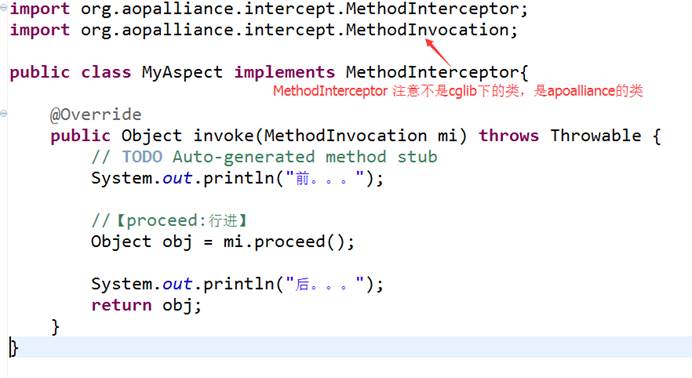 import org.aopalliance.intercept.MethodInterceptor;
import org.aopalliance.intercept.MethodInvocation;
public class MyAspect implements MethodInterceptor{
MethodInterceptor 注意不是cglib下的类，是apoalliance的类
@Override
public Object invoke(MethodInvocation mi) throws Throwable {
// TODO Auto-generated method stub
System.out.println("前。。。");
//【proceed:行进】
Object obj = mi.proceed();
System.out.println("后。。。");
return obj;
}
}